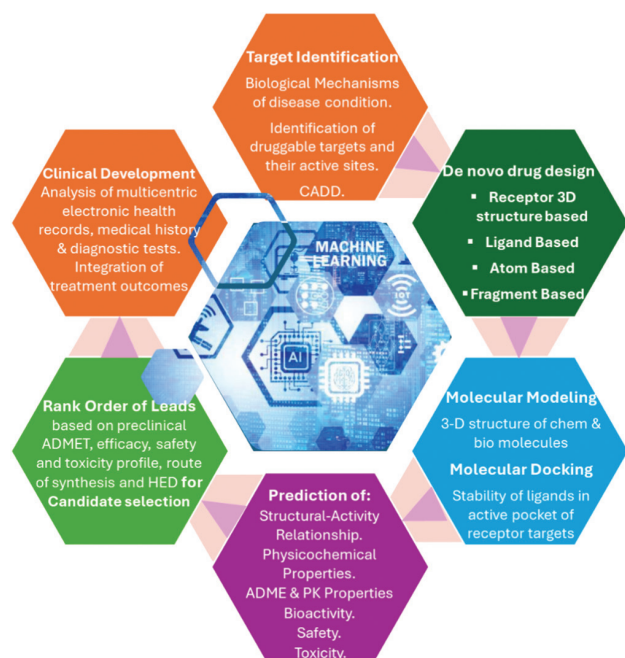 Target Identification
Biological Mechanisms
of disease condition.
Identification of
druggable targets and
their active sites.
CADD.
De novo drug design
▪ Receptor 3D
structure based
▪ Ligand Based
▪ Atom Based
▪ Fragment Based
Molecular Modeling
3-D structure of chem &
bio molecules
Molecular Docking
Stability of ligands in
active pocket of
receptor targets
Prediction of:
Structural-Activity
Relationship.
Physicochemical
Properties.
ADME & PK Properties
Bioactivity.
Safety.
Toxicity.
Rank Order of Leads
based on preclinical
ADMET, efficacy, safety
and toxicity profile, route
of synthesis and HED for
Candidate selection
Clinical Development
Analysis of multicentric
electronic health
records, medical history
& diagnostic tests.
Integration of
treatment outcomes
MACHINE
LEARNING
IOT
AI